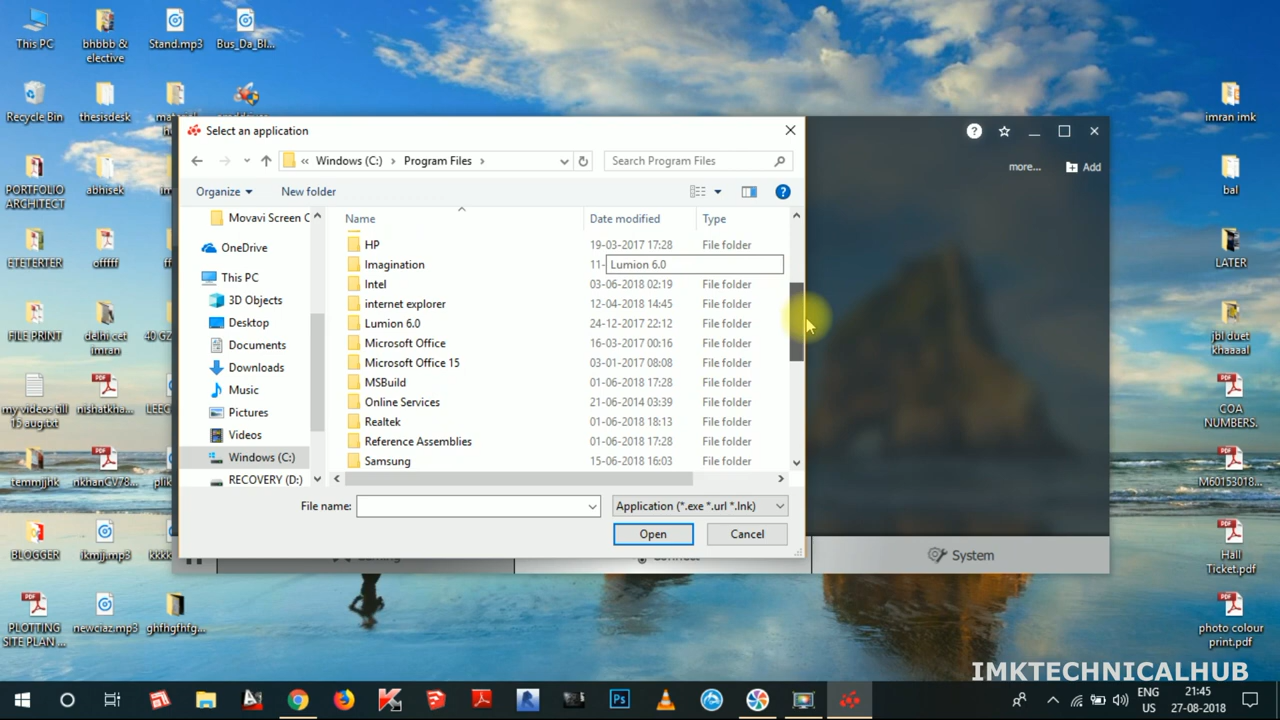 This PC
bhbbb &
elective
Stand.mp3
Bus_Da_Bl...
Recycle Bin
thesisdesk
imran imk
PORTFOLIO
ARCHITECT
abhisek
bal
ETETERTER
offfff
LATER
FILE PRINT
delhi cet
imran
40 GZ
jbl duet
khaaaal
my videos till
15 aug.txt
nishatkha...
LEEC
COA
NUMBERS.
temmjjhk
nkhanGV78...
plik
M60153018...
BLOGGER
ikmjj.mp3
kkkk
Hall
Ticket.pdf
PLOTTING
SITE PLAN ...
newciaz.mp3
ghfhgfhfg...
photo colour
print.pdf
Select an application
« Windows (C:) > Program Files >
Search Program Files
Organize
New folder
Movavi Screen C
OneDrive
This PC
3D Objects
Desktop
Documents
Downloads
Music
Pictures
Videos
Windows (C:)
RECOVERY (D:)
Name Date modified Type
HP 19-03-2017 17:28 File folder
Imagination 11- Lumion 6.0
Intel 03-06-2018 02:19 File folder
internet explorer 12-04-2018 14:45 File folder
Lumion 6.0 24-12-2017 22:12 File folder
Microsoft Office 16-03-2017 00:16 File folder
Microsoft Office 15 03-01-2017 08:08 File folder
MSBuild 01-06-2018 17:28 File folder
Online Services 21-06-2014 03:39 File folder
Realtek 01-06-2018 18:13 File folder
Reference Assemblies 01-06-2018 17:28 File folder
Samsung 15-06-2018 16:03 File folder
File name:
Application (*.exe *.url *.lnk)
Open
Cancel
more...
Add
System
IMKTECHNICALHUB
ENG
US
21:45
27-08-2018